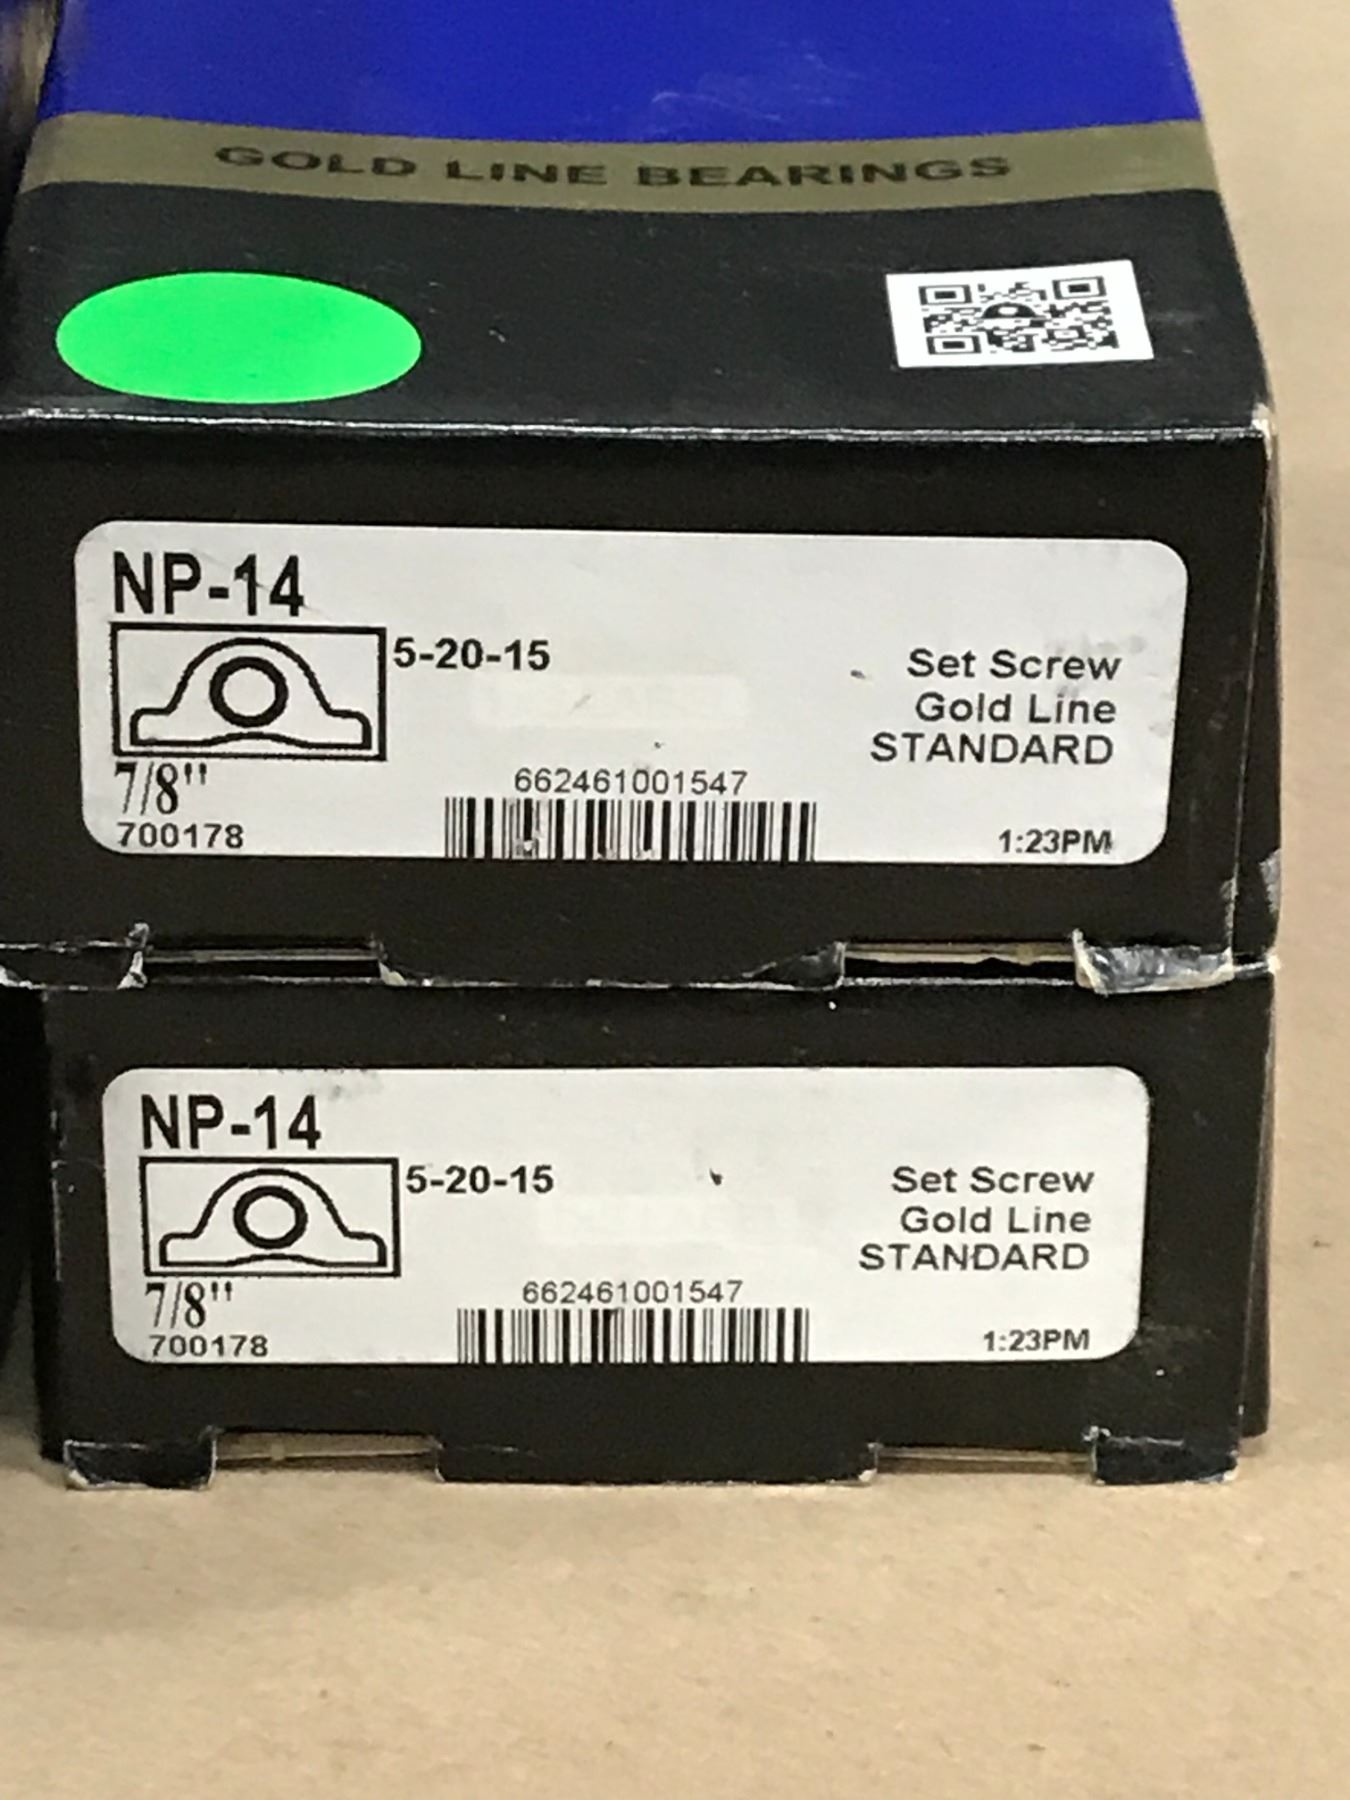 GOLD LINE BEARINGS
NP-14
5-20-15
Set Screw
Gold Line
STANDARD
7/8"
662461001547
700178
1:23PM
NP-14
5-20-15
Set Screw
Gold Line
STANDARD
7/8"
662461001547
700178
1:23PM